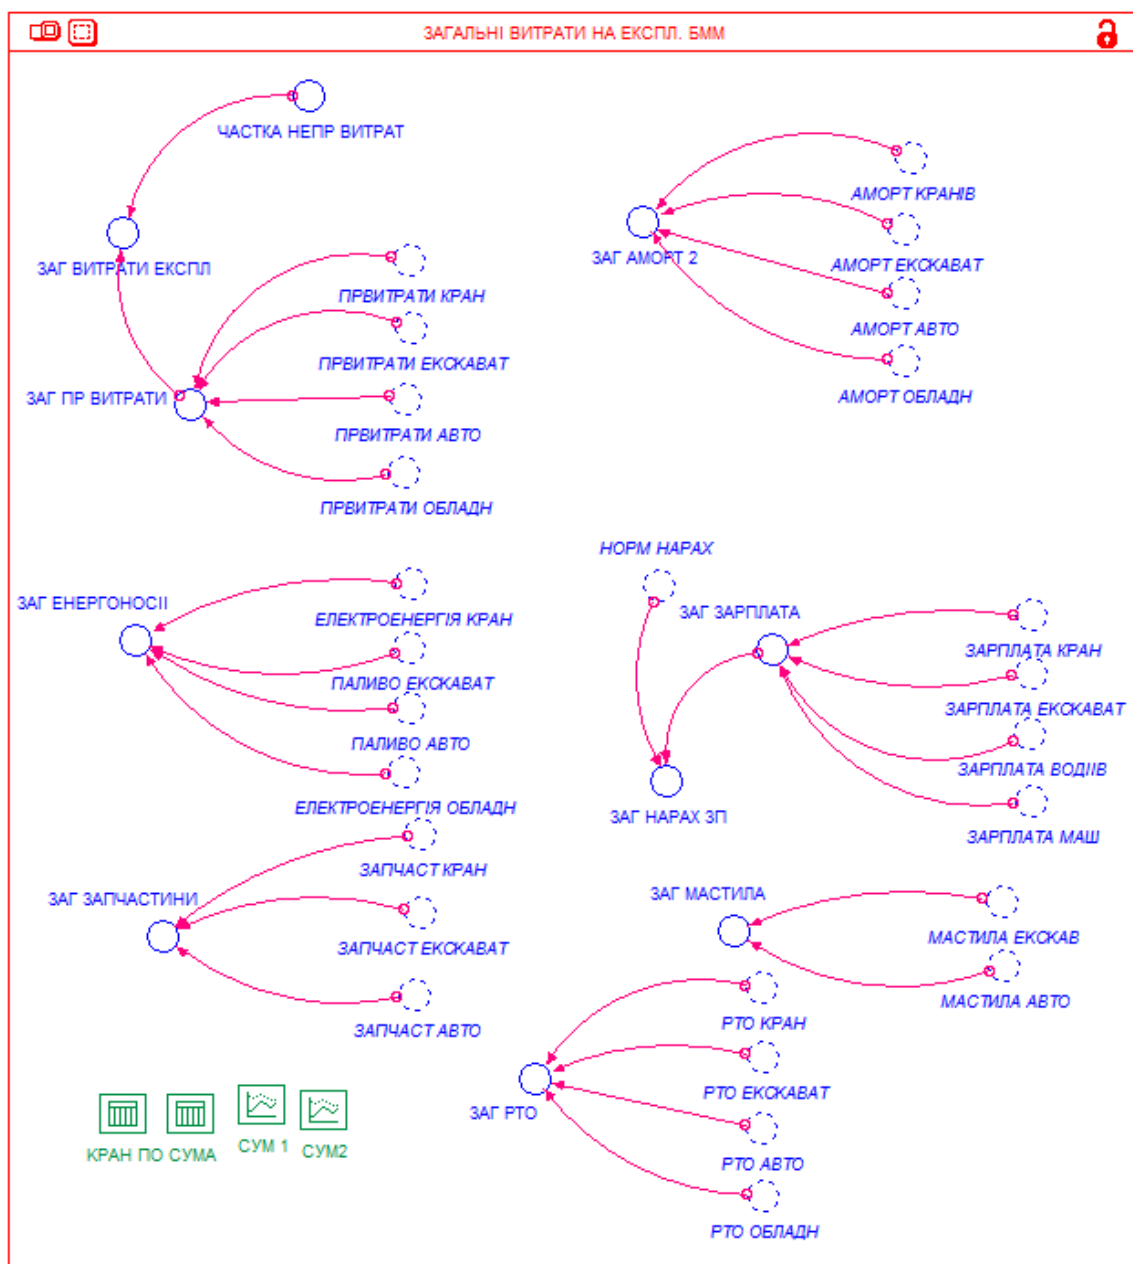 ЗАГАЛЬНІ ВИТРАТИ НА ЕКСПЛ. БММ
ЧАСТКА НЕПР ВИТРАТ
ЗАГ ВИТРАТИ ЕКСПЛ
ПРВИТРАТИ КРАН
ПРВИТРАТИ ЕКСКАВАТ
ЗАГ ПР ВИТРАТИ
ПРВИТРАТИ АВТО
ПРВИТРАТИ ОБЛАДН
АМОРТ КРАНІВ
ЗАГ АМОРТ 2
АМОРТ ЕКСКАВАТ
АМОРТ АВТО
АМОРТ ОБЛАДН
ЗАГ ЕНЕРГОНОСІІ
ЕЛЕКТРОЕНЕРГІЯ КРАН
ПАЛИВО ЕКСКАВАТ
ПАЛИВО АВТО
ЕЛЕКТРОЕНЕРГІЯ ОБЛАДН
НОРМ НАРАХ
ЗАГ ЗАРПЛАТА
ЗАРПЛАТА КРАН
ЗАРПЛАТА ЕКСКАВАТ
ЗАРПЛАТА ВОДІІВ
ЗАГ НАРАХ ЗП
ЗАРПЛАТА МАШ
ЗАПЧАСТ КРАН
ЗАГ ЗАПЧАСТИНИ
ЗАПЧАСТ ЕКСКАВАТ
ЗАПЧАСТ АВТО
ЗАГ МАСТИЛА
МАСТИЛА ЕКСКАВ
МАСТИЛА АВТО
РТО КРАН
РТО ЕКСКАВАТ
ЗАГ РТО
РТО АВТО
РТО ОБЛАДН
КРАН ПО СУМА
СУМ 1
СУМ2